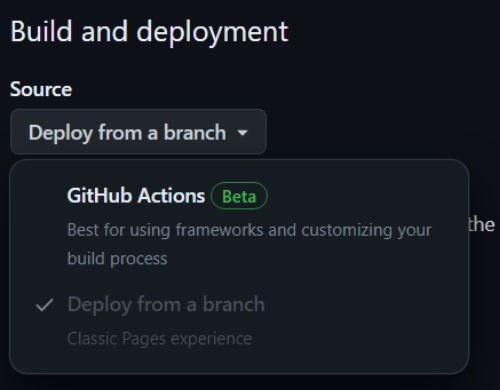 Build and deployment
Source
Deploy from a branch
GitHub Actions Beta
Best for using frameworks and customizing your
build process
the
Deploy from a branch
Classic Pages experience